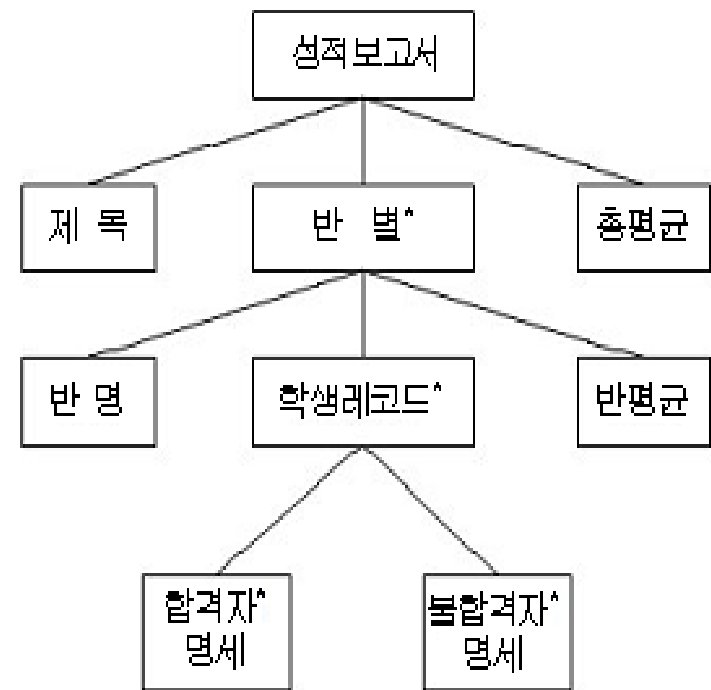 성적보고서
제 목
반 별*
총평균
반 명
학생레코드*
반평균
합격자*
명세
불합격자*
명세